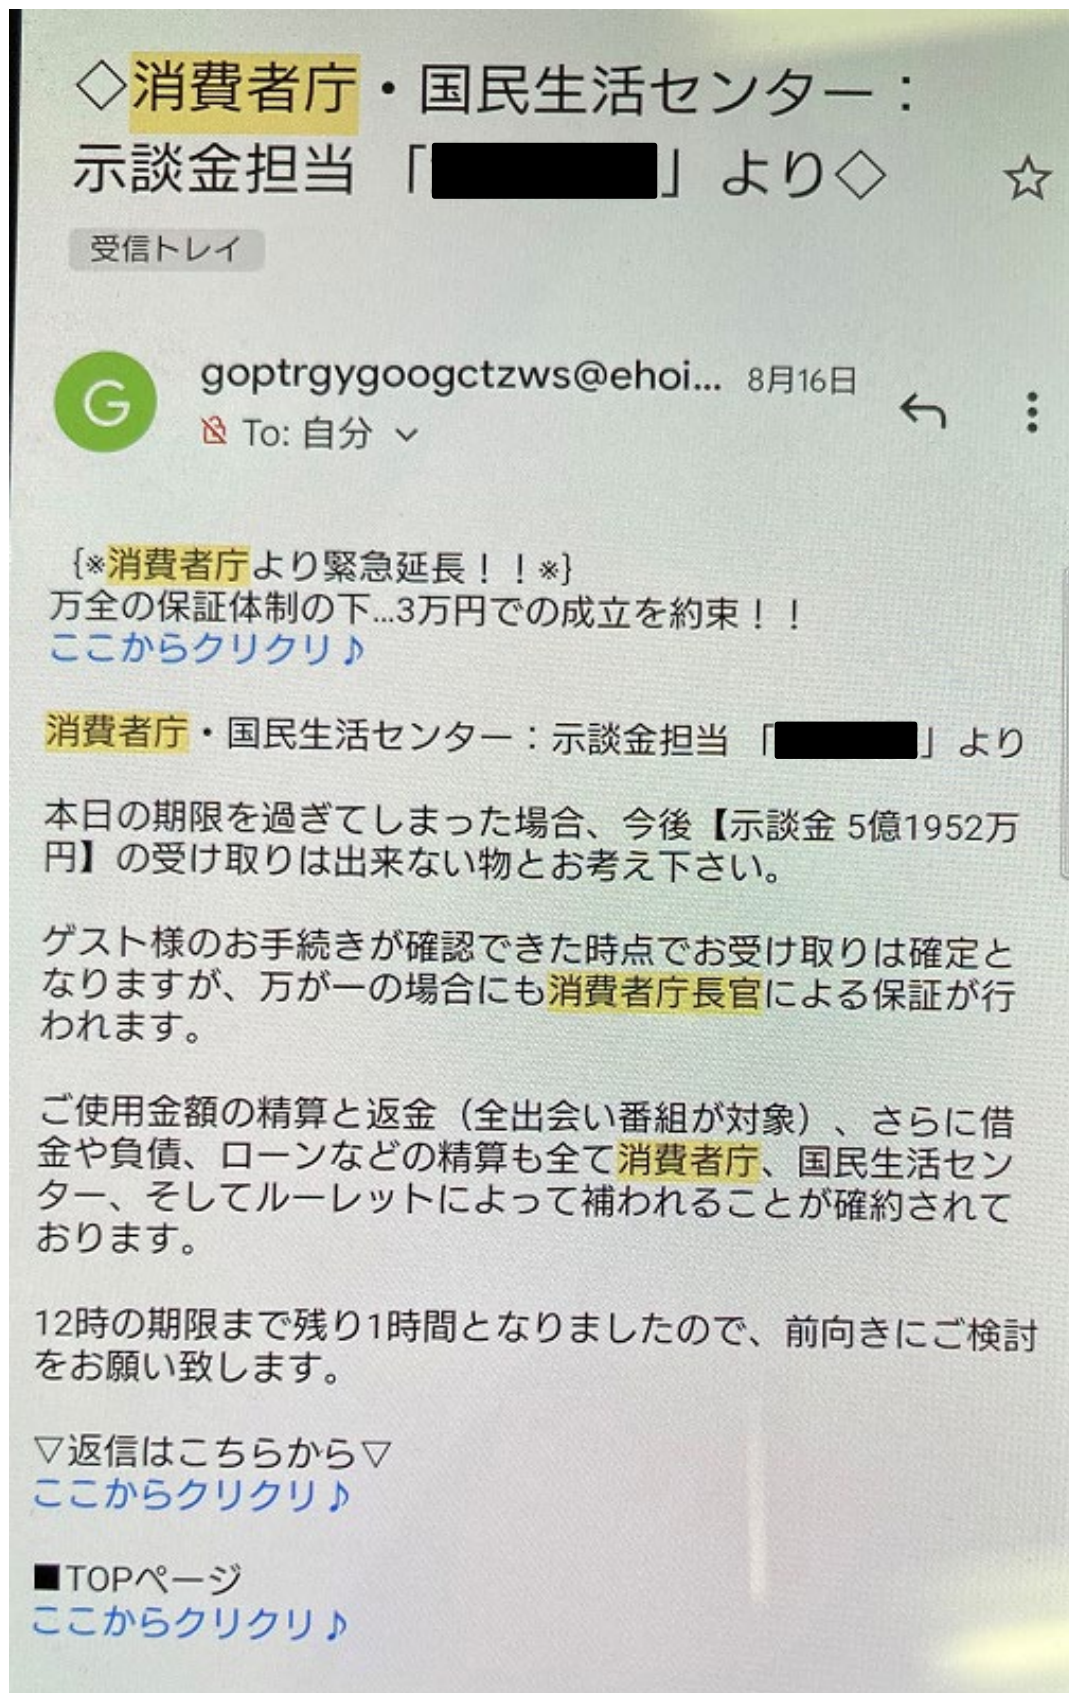 ◇消費者庁・国民生活センター：
示談金担当 「 」より◇
受信トレイ
G
goptrgygoogctzws@ehoi... 8月16日
To: 自分
{※消費者庁より緊急延長！！※}
万全の保証体制の下...3万円での成立を約束！！
ここからクリクリ♪
消費者庁・国民生活センター：示談金担当 「 」より
本日の期限を過ぎてしまった場合、今後【示談金 5億1952万
円】の受け取りは出来ない物とお考え下さい。
ゲスト様のお手続きが確認できた時点でお受け取りは確定と
なりますが、万が一の場合にも消費者庁長官による保証が行
われます。
ご使用金額の精算と返金（全出会い番組が対象）、さらに借
金や負債、ローンなどの精算も全て消費者庁、国民生活セン
ター、そしてルーレットによって補われることが確約されて
おります。
12時の期限まで残り1時間となりましたので、前向きにご検討
をお願い致します。
▽返信はこちらから▽
ここからクリクリ♪
■TOPページ
ここからクリクリ♪